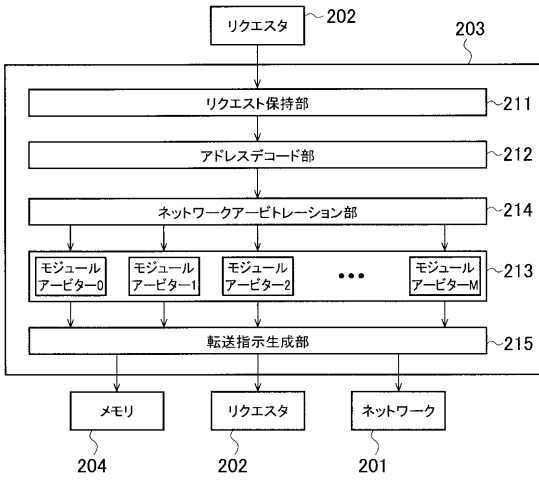 リクエスタ 202
203
リクエスト保持部 211
アドレスデコード部 212
ネットワークアービトレーション部 214
モジュール モジュール モジュール モジュール
アービター0 アービター1 アービター2 ••• アービターM 213
転送指示生成部 215
メモリ リクエスタ ネットワーク
204 202 201